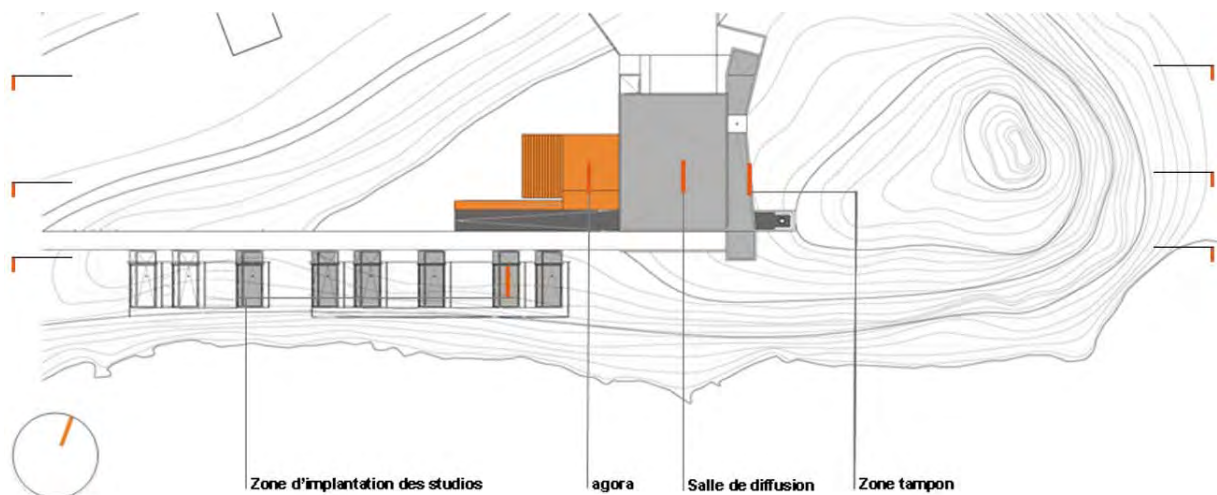 Zone d'implantation des studios
agora
Salle de diffusion
Zone tampon